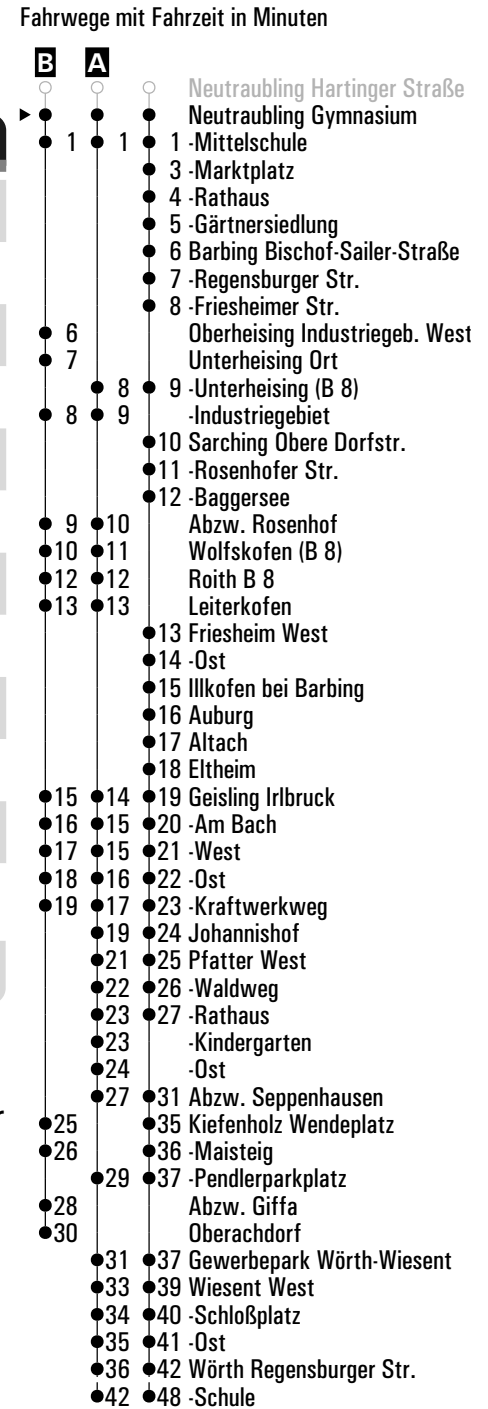 Fahrwege mit Fahrzeit in Minuten
B A
Neutraubling Hartinger Straße
Neutraubling Gymnasium
1 1 1 -Mittelschule
3 -Marktplatz
4 -Rathaus
5 -Gärtnersiedlung
6 Barbing Bischof-Sailer-Straße
7 -Regensburger Str.
8 -Friesheimer Str.
6 Oberheising Industriegeb. West
7 Unterheising Ort
8 9 -Unterheising (B 8)
8 9 -Industriegebiet
10 Sarching Obere Dorfstr.
11 -Rosenhofer Str.
12 -Baggersee
9 10 Abzw. Rosenhof
10 11 Wolfskofen (B 8)
12 12 Roith B 8
13 13 Leiterkofen
13 Friesheim West
14 -Ost
15 Illkofen bei Barbing
16 Auburg
17 Altach
18 Eltheim
15 14 19 Geisling Irlbruck
16 15 20 -Am Bach
17 15 21 -West
18 16 22 -Ost
19 17 23 -Kraftwerkweg
19 24 Johannishof
21 25 Pfatter West
22 26 -Waldweg
23 27 -Rathaus
23 -Kindergarten
24 -Ost
27 31 Abzw. Seppenhausen
25 35 Kiefenholz Wendeplatz
26 36 -Maisteig
29 37 -Pendlerparkplatz
28 Abzw. Giffa
30 Oberachdorf
31 37 Gewerbepark Wörth-Wiesent
33 39 Wiesent West
34 40 -Schloßplatz
35 41 -Ost
36 42 Wörth Regensburger Str.
42 48 -Schule